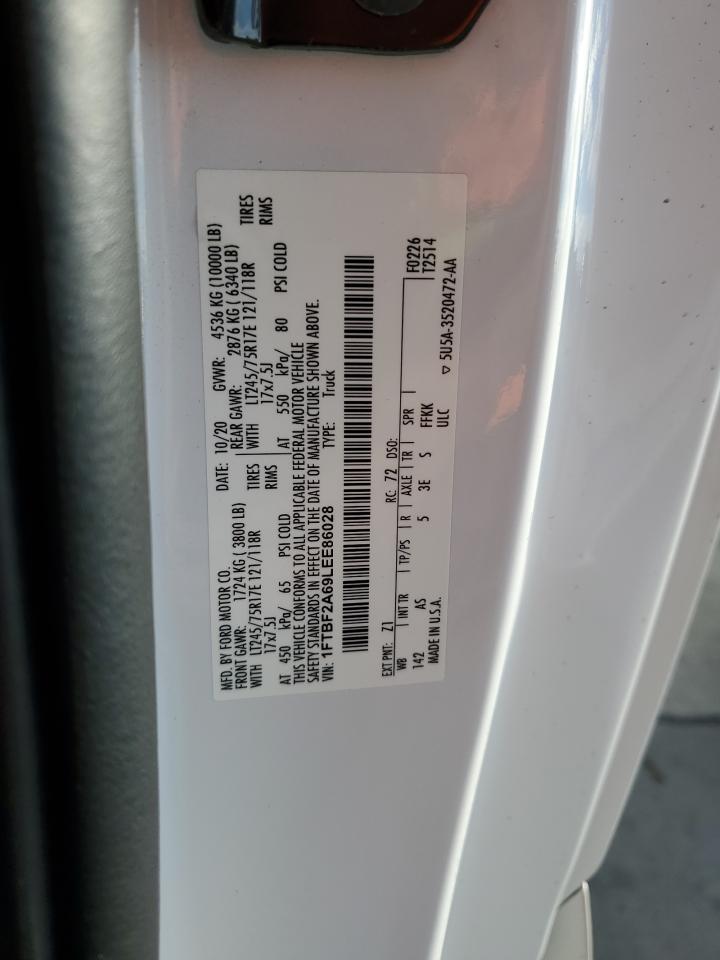 MFD. BY FORD MOTOR CO.
DATE: 10/20 GVWR: 4536 KG (10000 LB)
FRONT GAWR: 1724 KG ( 3800 LB) REAR GAWR: 2876 KG ( 6340 LB)
WITH LT245/75R17E 121/118R TIRES WITH LT245/75R17E 121/118R TIRES
17x7.5J RIMS 17x7.5J RIMS
AT 450 kPa/ 65 PSI COLD AT 550 kPa/ 80 PSI COLD
THIS VEHICLE CONFORMS TO ALL APPLICABLE FEDERAL MOTOR VEHICLE
SAFETY STANDARDS IN EFFECT ON THE DATE OF MANUFACTURE SHOWN ABOVE.
VIN: 1FTBF2A69LEE86028 TYPE: Truck
EXT PNT: Z1 RC: 72 DSO: F0226
T2514
WB INT TR TP/PS R AXLE TR SPR
142 AS 5 3E S FFKK
MADE IN U.S.A. ULC
▽ 5U5A-3520472-AA